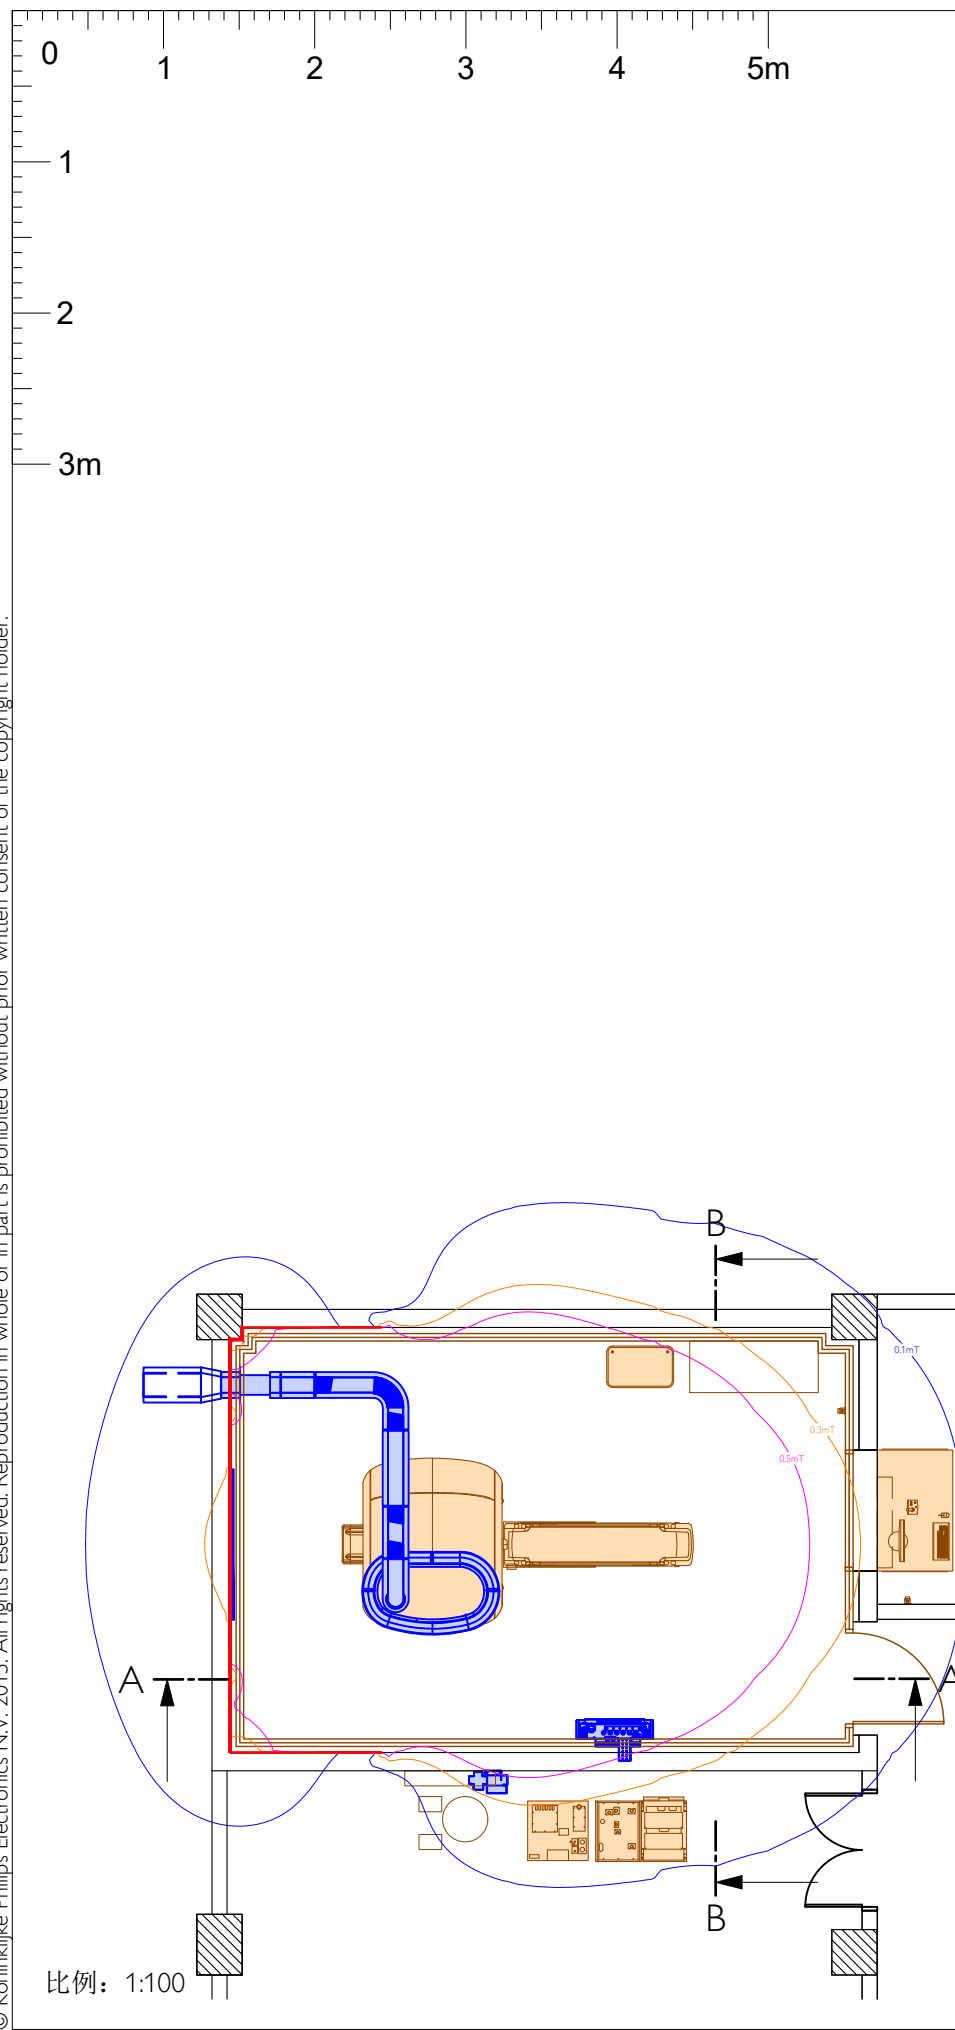 0
1
2
3
4
5m
1
2
3m
© Koninklijke Philips Electronics N.V. 2015. All rights reserved. Reproduction in whole or in part is prohibited without prior written consent of the copyright holder.
B
0.1mT
0.3mT
0.5mT
A
A
B
比例：1:100